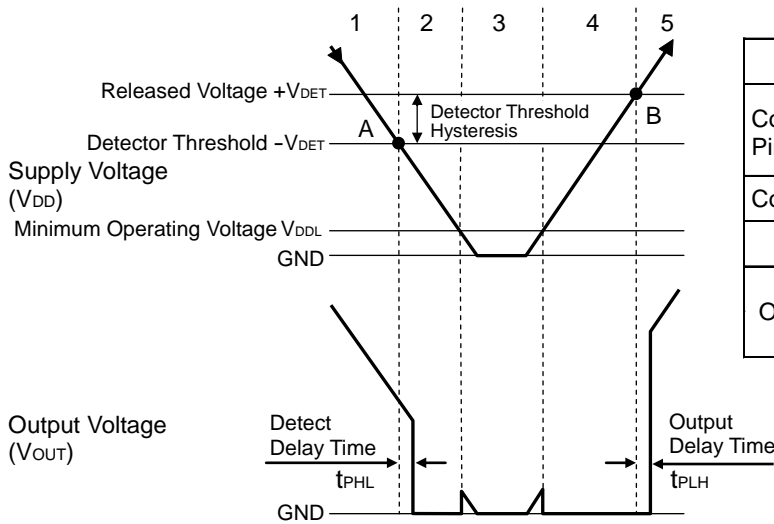 1 2 3 4 5
Released Voltage +VDET
Detector Threshold
Hysteresis
A
B
Detector Threshold −VDET
Supply Voltage
(VDD)
Minimum Operating Voltage VDDL
GND
Output Voltage
(VOUT)
Detect
Delay Time
tPHL
Output
Delay Time
tPLH
GND